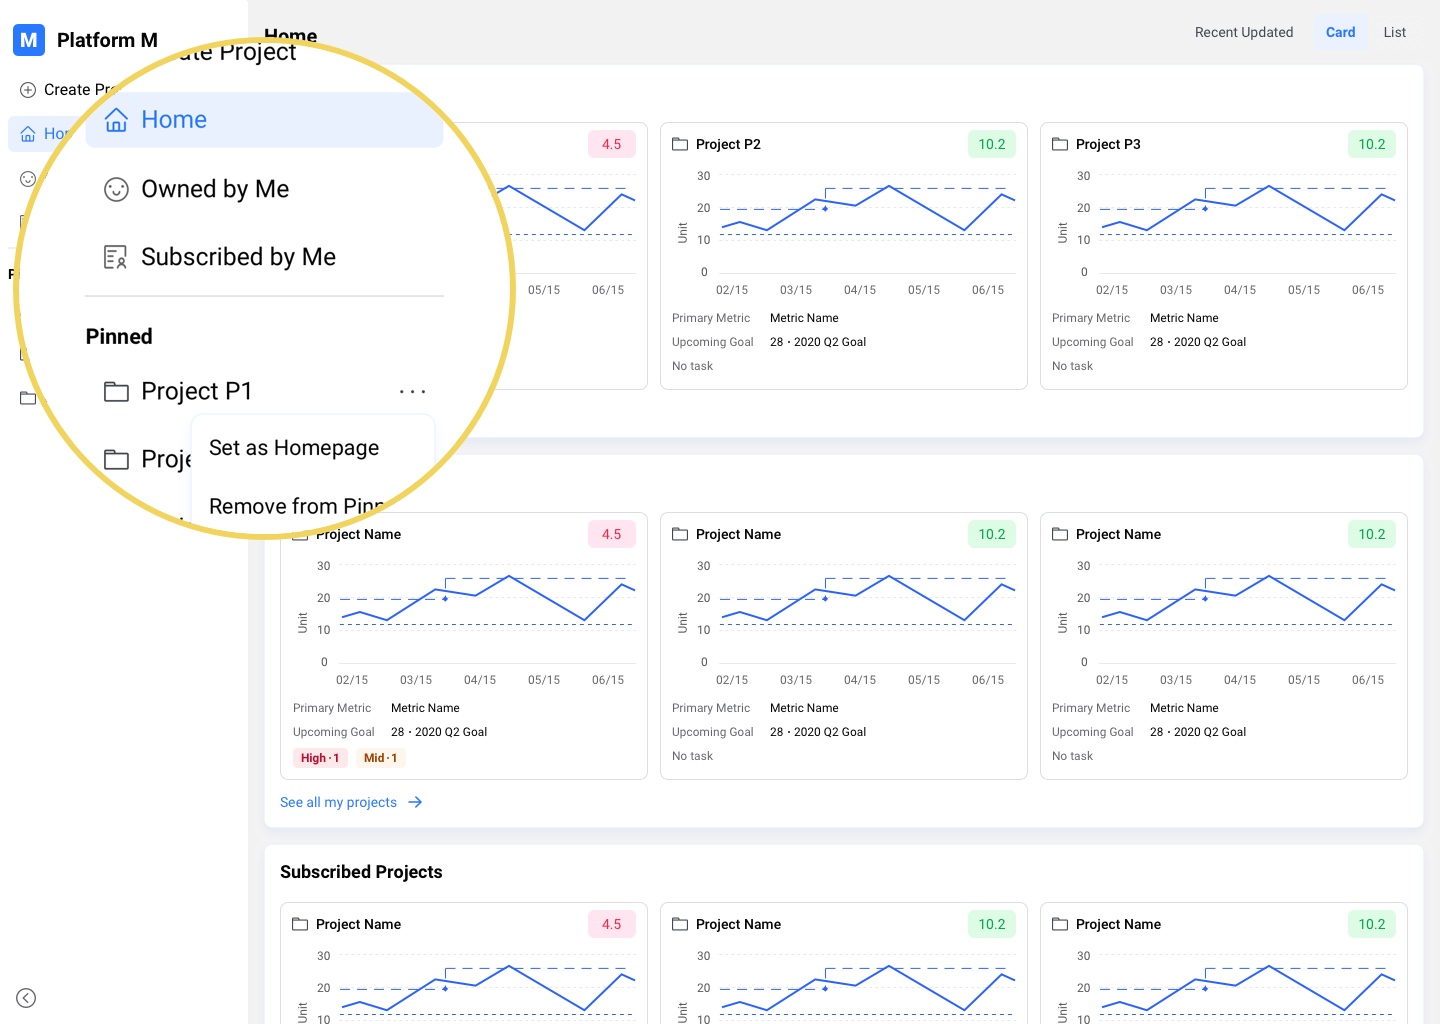 M Platform M
Create Pr
Hor
P
ate Project
Home
Owned by Me
Subscribed by Me
Pinned
Project P1 ...
Set as Homepage
Proje
Remove from Pinn
Home
Recent Updated Card List
4.5
05/15 06/15
Project P2 10.2
30
20
10
0
Unit
02/15 03/15 04/15 05/15 06/15
Primary Metric Metric Name
Upcoming Goal 28 · 2020 Q2 Goal
No task
Project P3 10.2
30
20
10
0
Unit
02/15 03/15 04/15 05/15 06/15
Primary Metric Metric Name
Upcoming Goal 28 · 2020 Q2 Goal
No task
Project Name 4.5
30
20
10
0
Unit
02/15 03/15 04/15 05/15 06/15
Primary Metric Metric Name
Upcoming Goal 28 · 2020 Q2 Goal
High · 1 Mid · 1
Project Name 10.2
30
20
10
0
Unit
02/15 03/15 04/15 05/15 06/15
Primary Metric Metric Name
Upcoming Goal 28 · 2020 Q2 Goal
No task
Project Name 10.2
30
20
10
0
Unit
02/15 03/15 04/15 05/15 06/15
Primary Metric Metric Name
Upcoming Goal 28 · 2020 Q2 Goal
No task
See all my projects
Subscribed Projects
Project Name 4.5
30
20
10
Unit
Project Name 10.2
30
20
10
Unit
Project Name 10.2
30
20
10
Unit